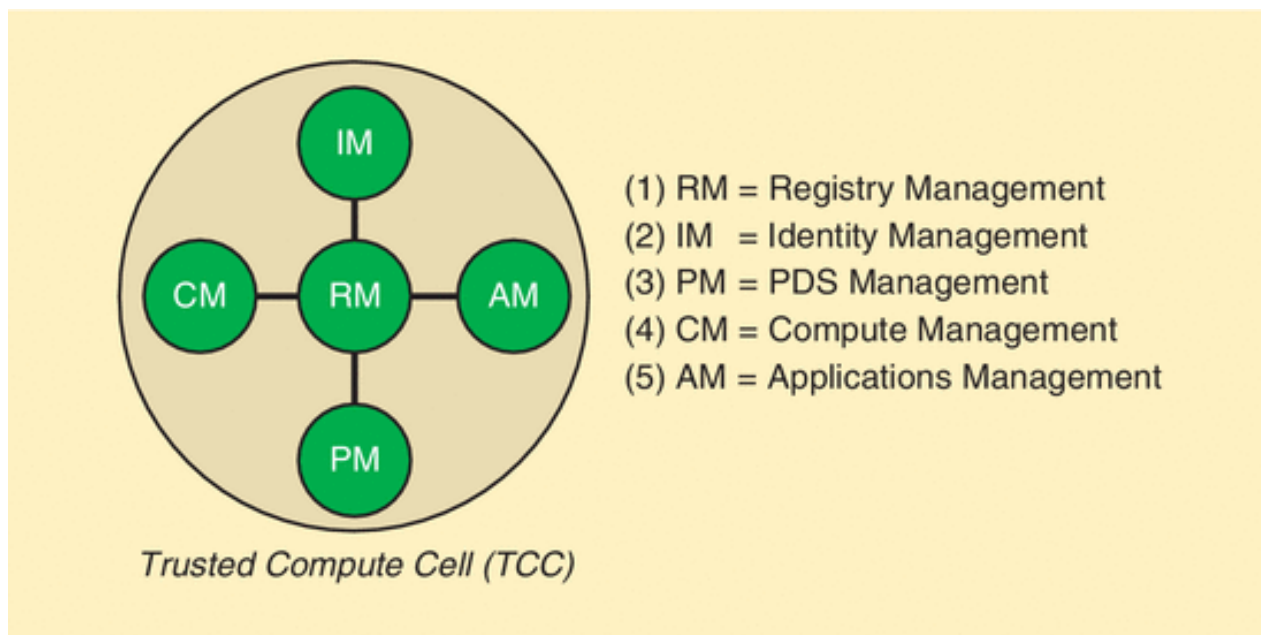 IM
CM RM AM
PM
Trusted Compute Cell (TCC)
(1) RM = Registry Management
(2) IM = Identity Management
(3) PM = PDS Management
(4) CM = Compute Management
(5) AM = Applications Management